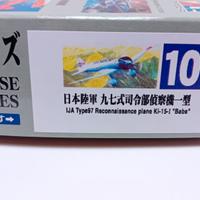 ズ
SE
ES
10
日本陸軍 九七式司令部偵察機一型
IJA Type97 Reconnaissance plane Ki-15-I "Babs"